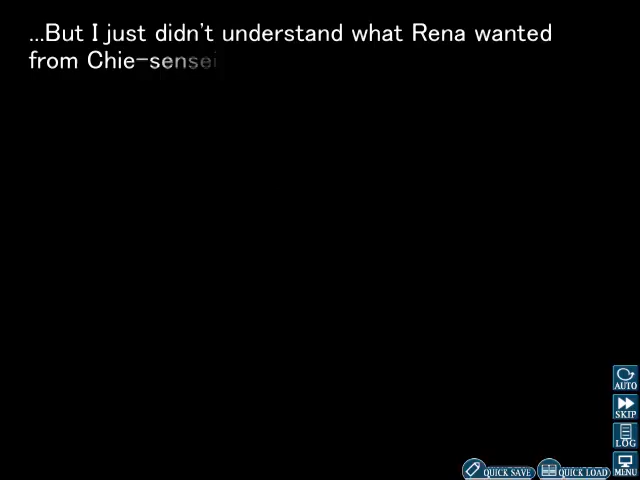 ...But I just didn't understand what Rena wanted
from Chie-sensei
AUTO
SKIP
LOG
MENU
QUICK SAVE
QUICK LOAD